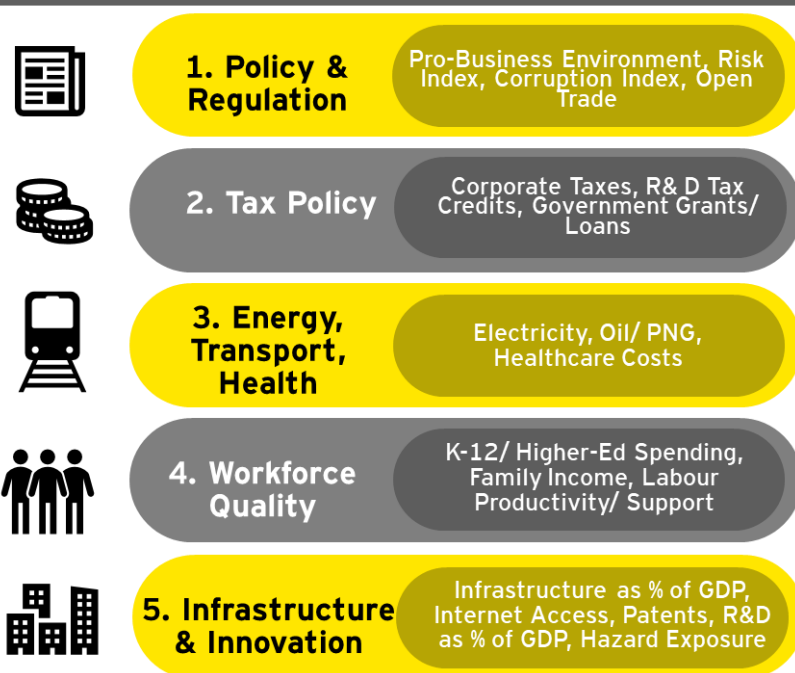 1. Policy &
Regulation
Pro-Business Environment, Risk
Index, Corruption Index, Open
Trade
2. Tax Policy
Corporate Taxes, R& D Tax
Credits, Government Grants/
Loans
3. Energy,
Transport,
Health
Electricity, Oil/ PNG,
Healthcare Costs
4. Workforce
Quality
K-12/ Higher-Ed Spending,
Family Income, Labour
Productivity/ Support
5. Infrastructure
& Innovation
Infrastructure as % of GDP,
Internet Access, Patents, R&D
as % of GDP, Hazard Exposure